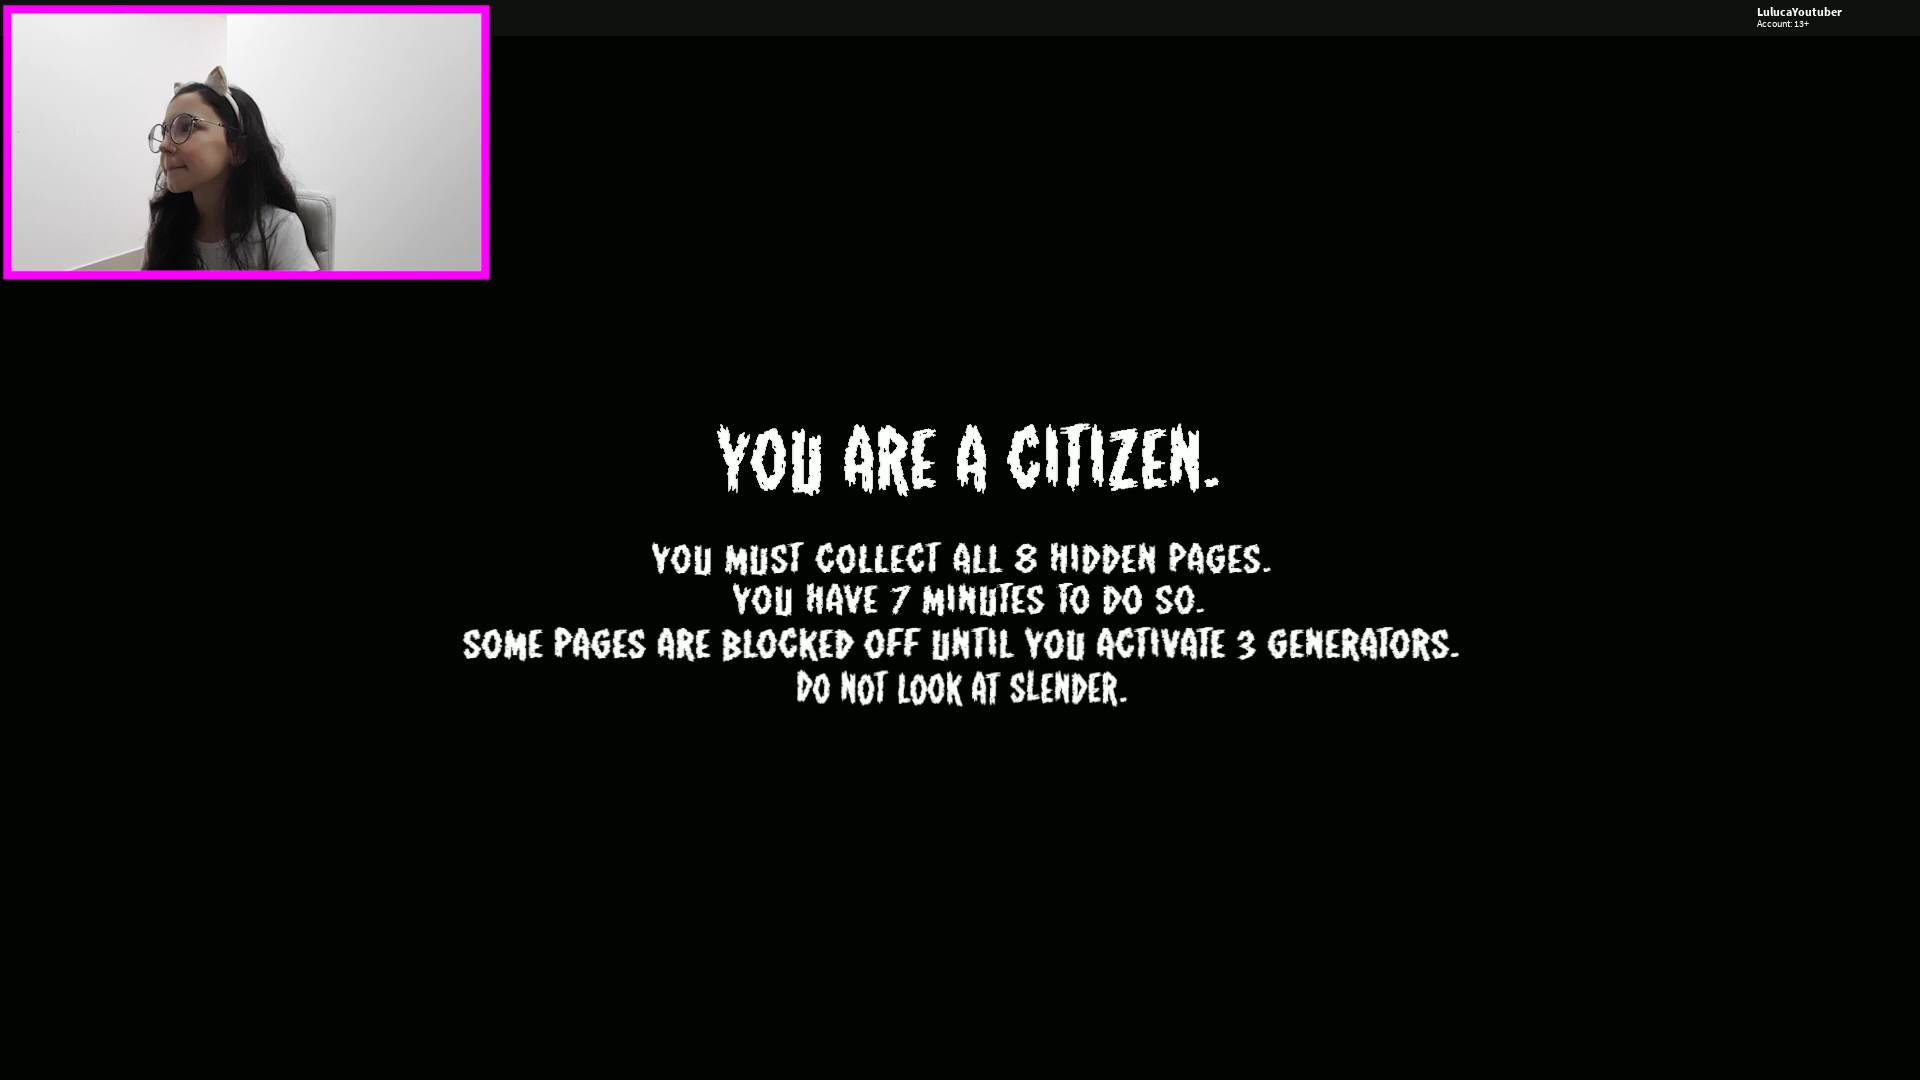 LulucaYoutuber
Account: 13+
YOU ARE A CITIZEN.
YOU MUST COLLECT ALL 8 HIDDEN PAGES.
YOU HAVE 7 MINUTES TO DO SO.
SOME PAGES ARE BLOCKED OFF UNTIL YOU ACTIVATE 3 GENERATORS.
DO NOT LOOK AT SLENDER.